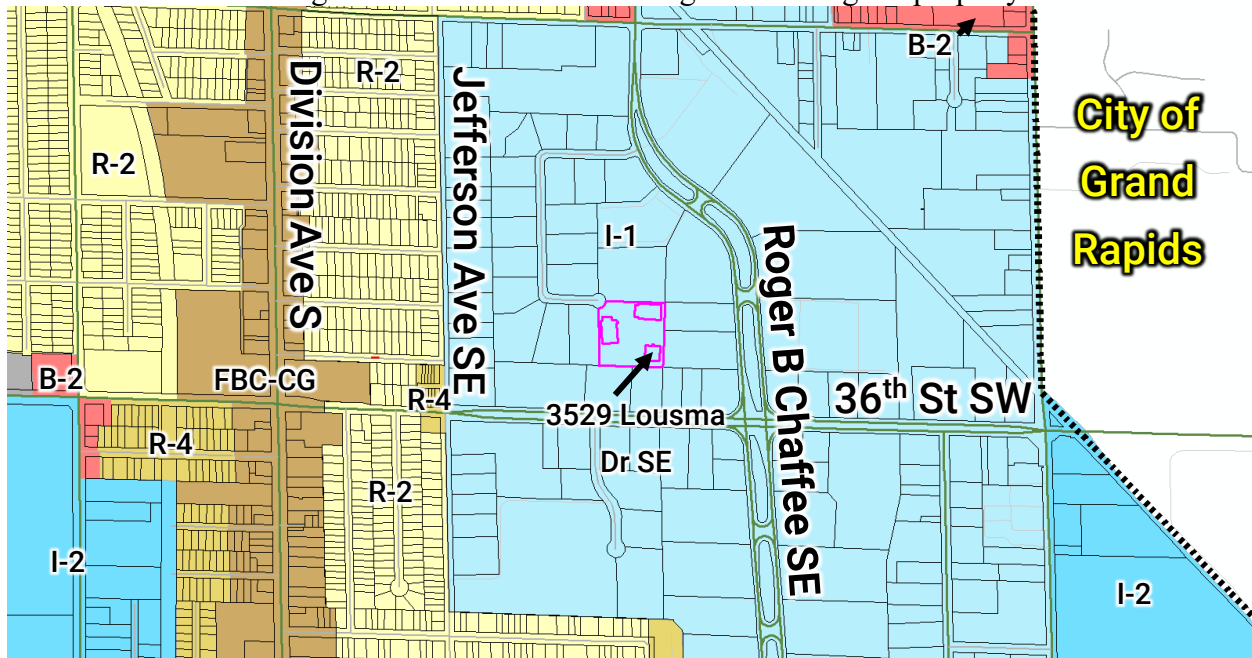 B-2
R-2
Division Ave S
Jefferson Ave SE
City of
Grand
Rapids
R-2
I-1
Roger B Chaffee SE
B-2
FBC-CG
R-4
36th St SW
3529 Lousma
Dr SE
R-4
R-2
I-2
I-2